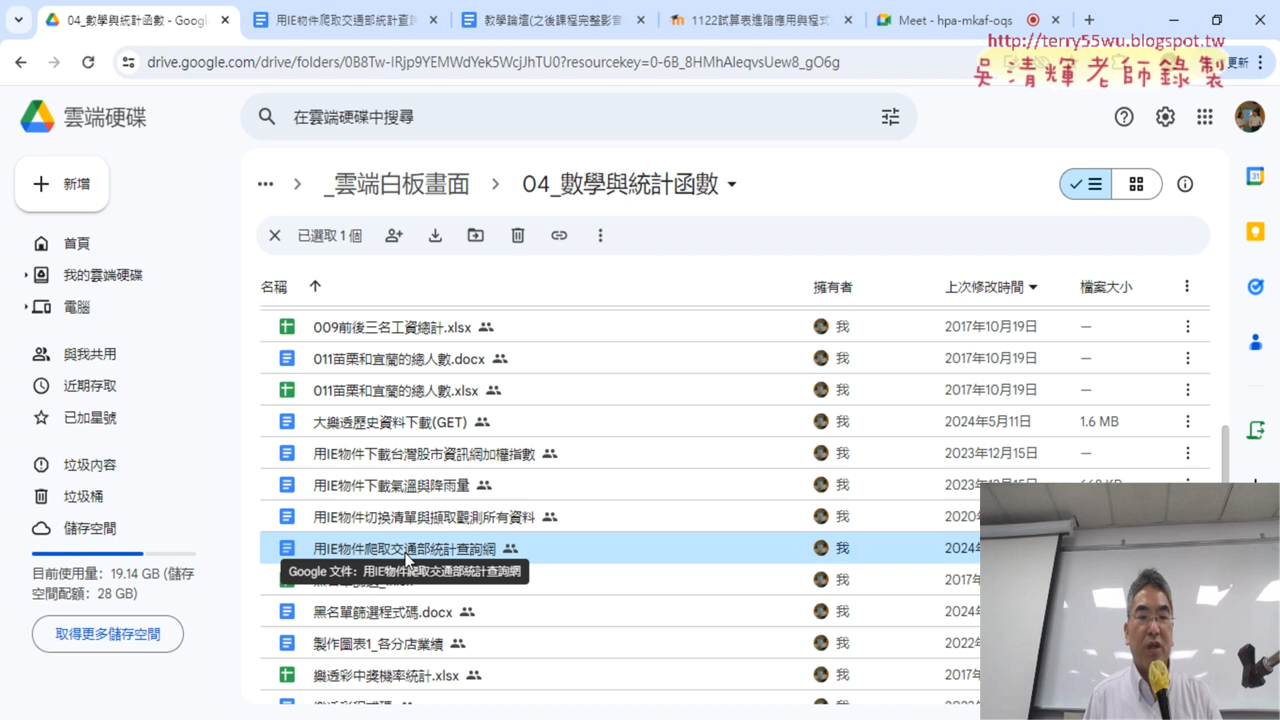 04_數學與統計函數 - Googl
用IE物件爬取交通部統計查詢
教學論壇(之後課程完整影音
1122試算表進階應用與程式
Meet - hpa-mkaf-oqs
http://terry55wu.blogspot.tw
drive.google.com/drive/folders/0B8Tw-IRjp9YEMW9Yek5WcjJhTU0?resourcekey=0-6B_8HMhAleqvsUew8_gO6g
更新
吳清輝老師錄製
雲端硬碟
在雲端硬碟中搜尋
新增
_雲端白板畫面
04_數學與統計函數
已選取 1 個
首頁
我的雲端硬碟
電腦
與我共用
近期存取
已加星號
垃圾內容
垃圾桶
儲存空間
目前使用量：19.14 GB (儲存
空間配額：28 GB)
取得更多儲存空間
名稱
擁有者
上次修改時間
檔案大小
009前後三名工資總計.xlsx
我
2017年10月19日
—
011苗栗和宜蘭的總人數.docx
我
2017年10月19日
—
011苗栗和宜蘭的總人數.xlsx
我
2017年10月19日
—
大樂透歷史資料下載(GET)
我
2024年5月11日
1.6 MB
用IE物件下載台灣股市資訊網加權指數
我
2023年12月15日
—
用IE物件下載氣溫與降雨量
我
用IE物件切換清單與擷取觀測所有資料
我
2020
用IE物件爬取交通部統計查詢網
我
2024
Google 文件：用IE物件爬取交通部統計查詢網
我
2017
黑名單篩選程式碼.docx
我
2024
製作圖表1_各分店業績
我
2022
樂透彩中獎機率統計.xlsx
我
2017
31